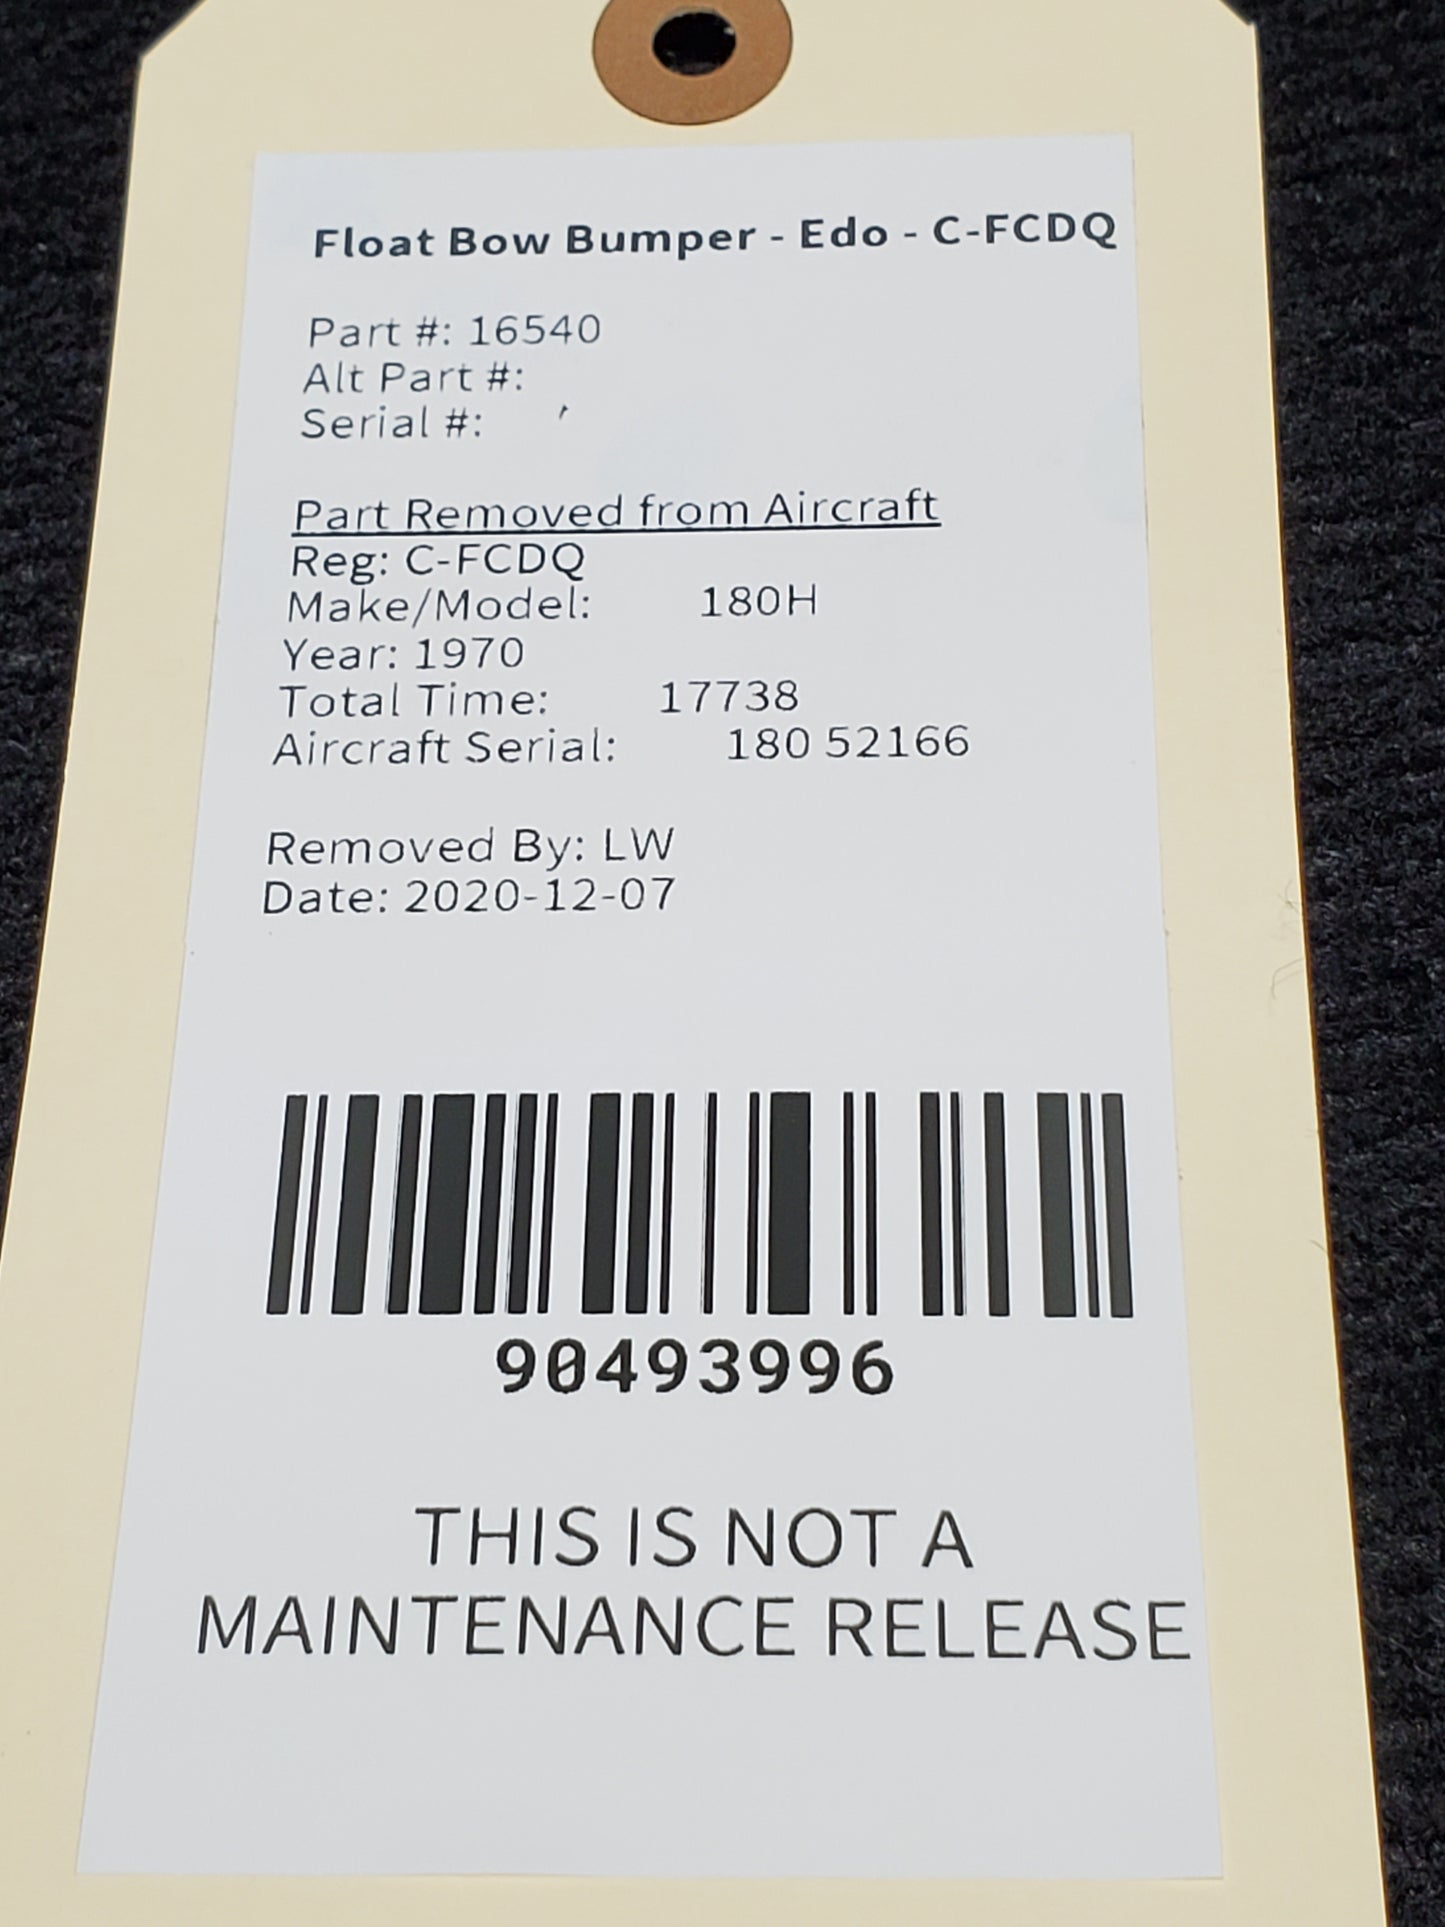 Float Bow Bumper - Edo - C-FCDQ
Part #: 16540
Alt Part #:
Serial #:
Part Removed from Aircraft
Reg: C-FCDQ
Make/Model: 180H
Year: 1970
Total Time: 17738
Aircraft Serial: 180 52166
Removed By: LW
Date: 2020-12-07
90493996
THIS IS NOT A
MAINTENANCE RELEASE